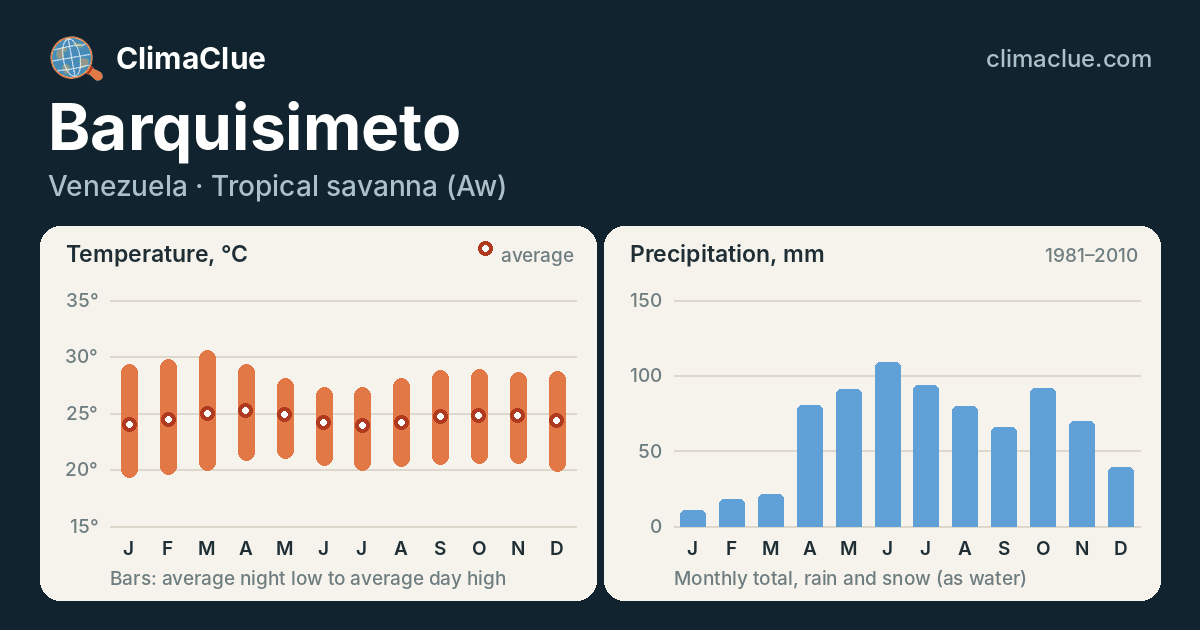 ClimaClue
climaclue.com
Barquisimeto
Venezuela · Tropical savanna (Aw)
Temperature, °C
average
35°
30°
25°
20°
15°
J F M A M J J A S O N D
Bars: average night low to average day high
Precipitation, mm
1981–2010
150
100
50
0
J F M A M J J A S O N D
Monthly total, rain and snow (as water)